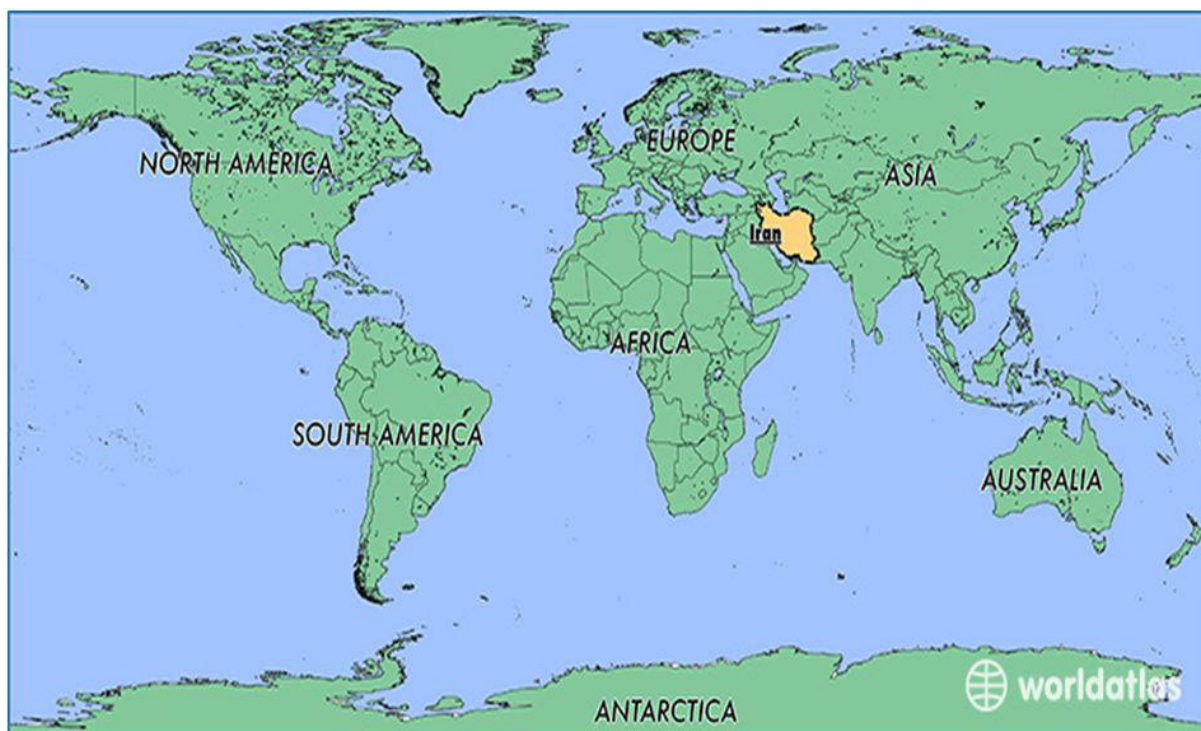 EUROPE
NORTH AMERICA
ASIA
Iran
AFRICA
SOUTH AMERICA
AUSTRALIA
worldatlas
ANTARCTICA